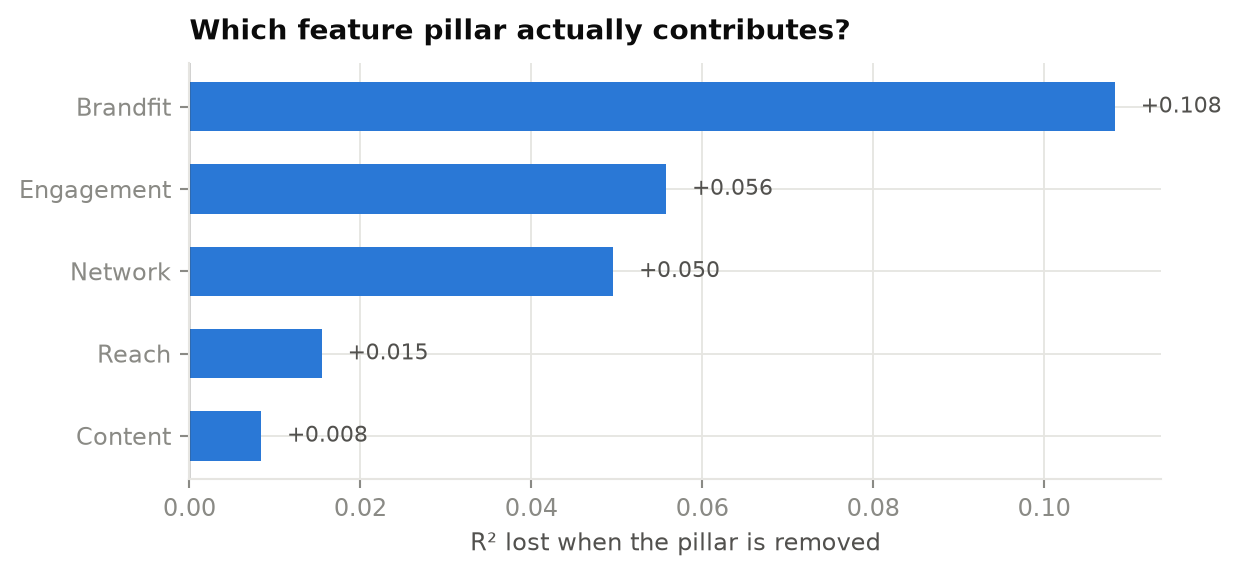 Which feature pillar actually contributes?
Brandfit +0.108
Engagement +0.056
Network +0.050
Reach +0.015
Content +0.008
0.00 0.02 0.04 0.06 0.08 0.10
R² lost when the pillar is removed